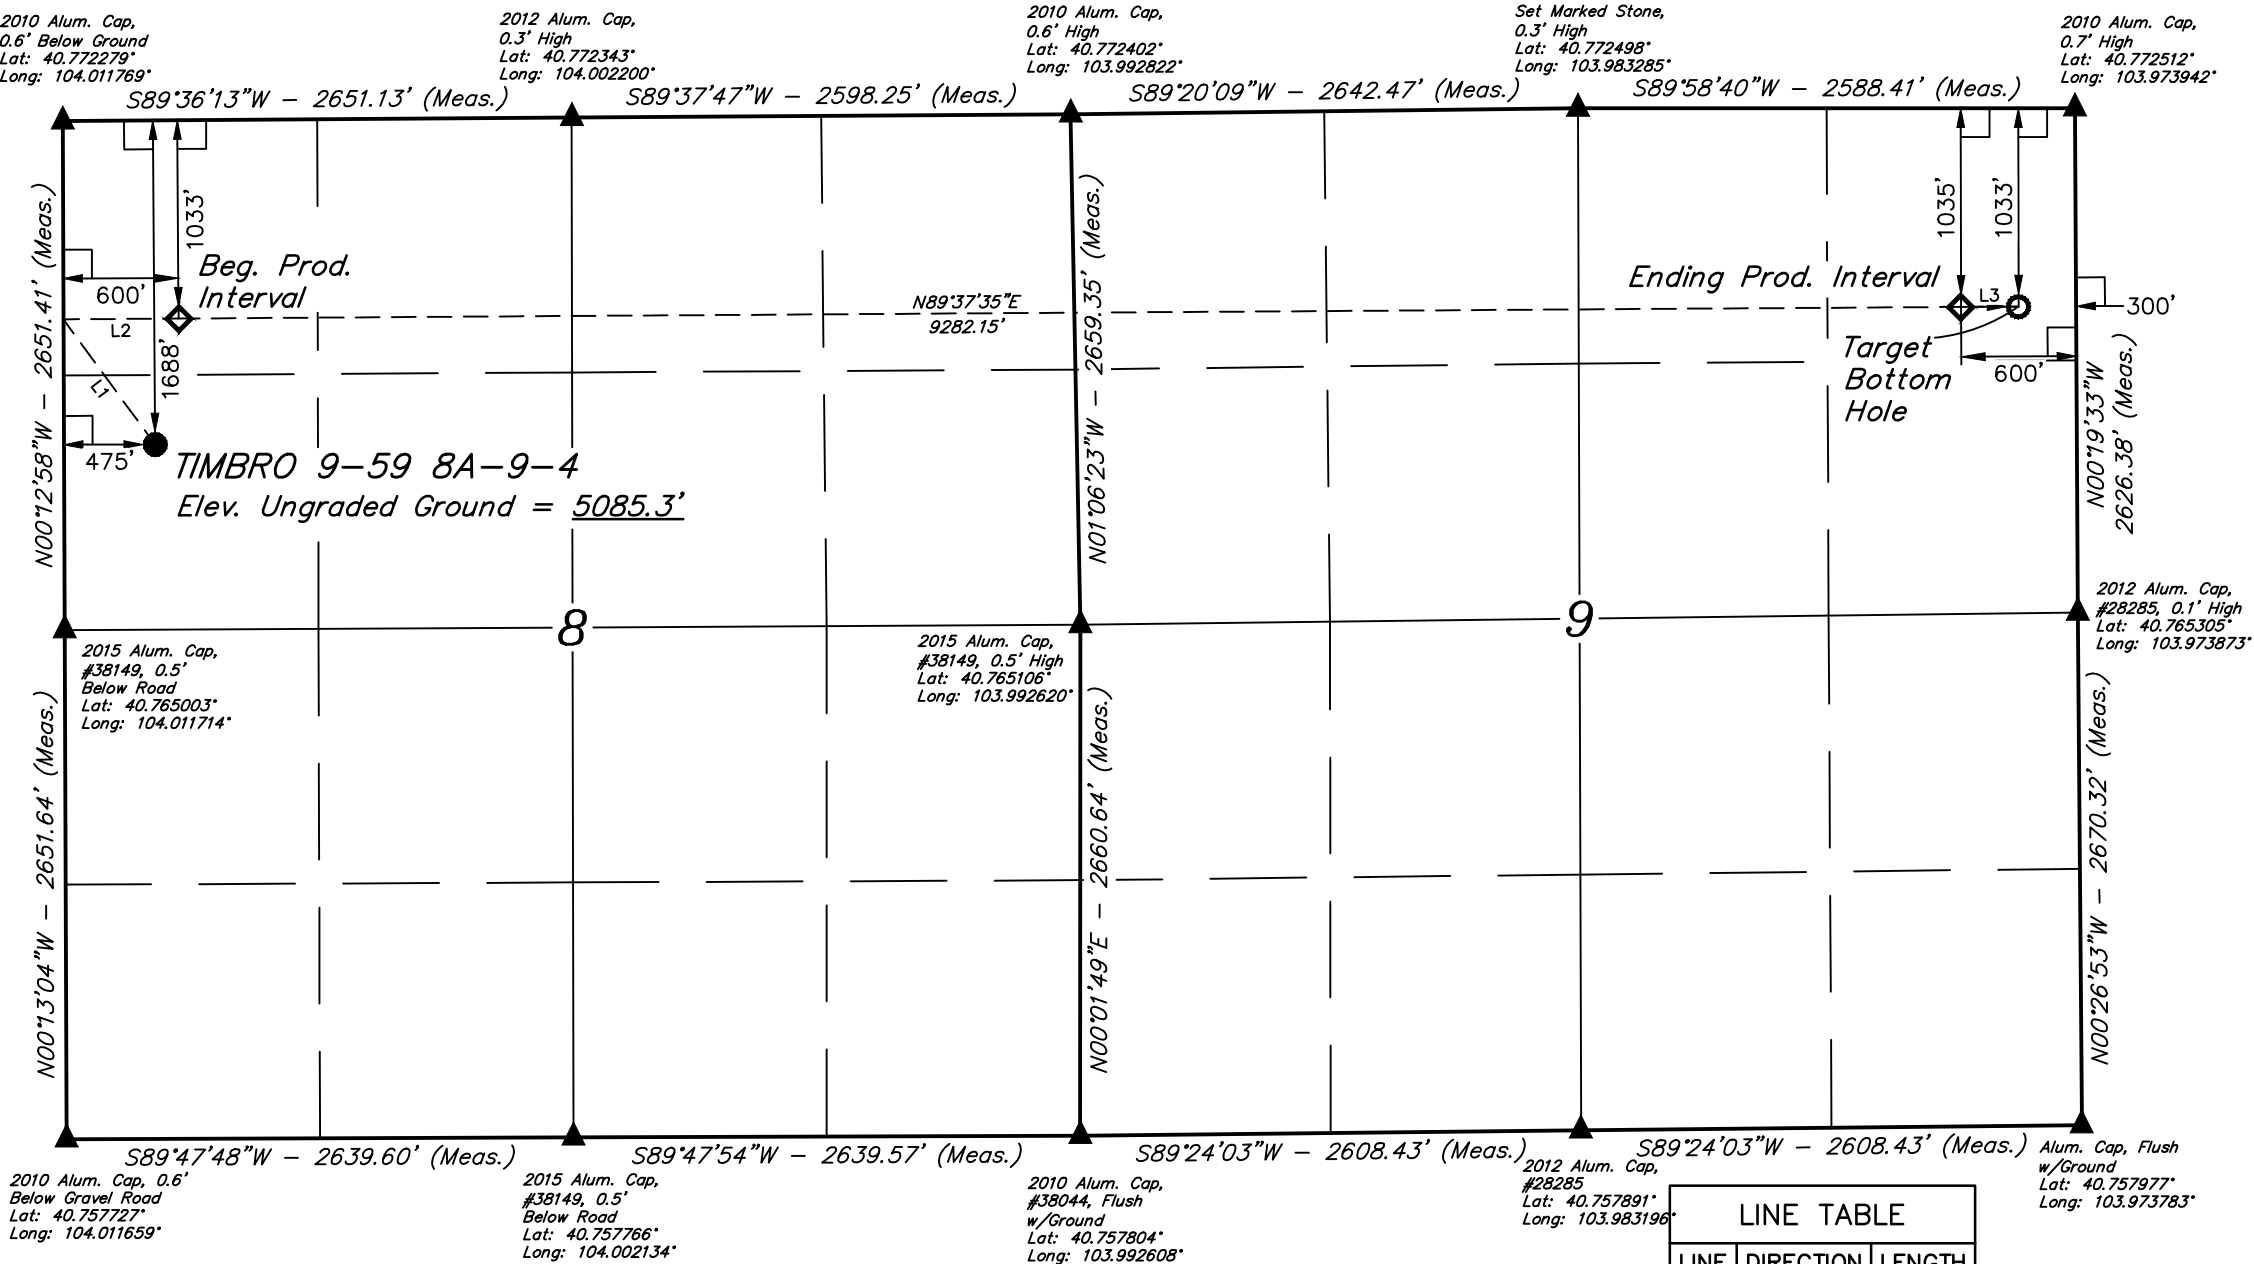 2010 Alum. Cap,
0.6' Below Ground
Lat: 40.772279°
Long: 104.011769°
2012 Alum. Cap,
0.3' High
Lat: 40.772343°
Long: 104.002200°
2010 Alum. Cap,
0.6' High
Lat: 40.772402°
Long: 103.992822°
Set Marked Stone,
0.3' High
Lat: 40.772498°
Long: 103.983285°
2010 Alum. Cap,
0.7' High
Lat: 40.772512°
Long: 103.973942°
S89°36'13"W – 2651.13' (Meas.)
S89°37'47"W – 2598.25' (Meas.)
S89°20'09"W – 2642.47' (Meas.)
S89°58'40"W – 2588.41' (Meas.)
N00°12'58"W – 2651.41' (Meas.)
1033'
600'
Beg. Prod.
Interval
L2
L1
1688'
475'
TIMBRO 9-59 8A-9-4
Elev. Ungraded Ground = 5085.3'
N89°37'35"E
9282.15'
N01°06'23"W – 2659.35' (Meas.)
1035'
1033'
Ending Prod. Interval
L3
300'
Target
Bottom
Hole
600'
N00°19'33"W
2626.38' (Meas.)
8
9
2015 Alum. Cap,
#38149, 0.5'
Below Road
Lat: 40.765003°
Long: 104.011714°
2015 Alum. Cap,
#38149, 0.5' High
Lat: 40.765106°
Long: 103.992620°
2012 Alum. Cap,
#28285, 0.1' High
Lat: 40.765305°
Long: 103.973873°
N00°13'04"W – 2651.64' (Meas.)
N00°01'49"E – 2660.64' (Meas.)
N00°26'53"W – 2670.32' (Meas.)
S89°47'48"W – 2639.60' (Meas.)
S89°47'54"W – 2639.57' (Meas.)
S89°24'03"W – 2608.43' (Meas.)
S89°24'03"W – 2608.43' (Meas.)
2010 Alum. Cap, 0.6'
Below Gravel Road
Lat: 40.757727°
Long: 104.011659°
2015 Alum. Cap,
#38149, 0.5'
Below Road
Lat: 40.757766°
Long: 104.002134°
2010 Alum. Cap,
#38044, Flush
w/Ground
Lat: 40.757804°
Long: 103.992608°
2012 Alum. Cap,
#28285
Lat: 40.757891°
Long: 103.983196°
Alum. Cap, Flush
w/Ground
Lat: 40.757977°
Long: 103.973783°
LINE TABLE
LINE DIRECTION LENGTH